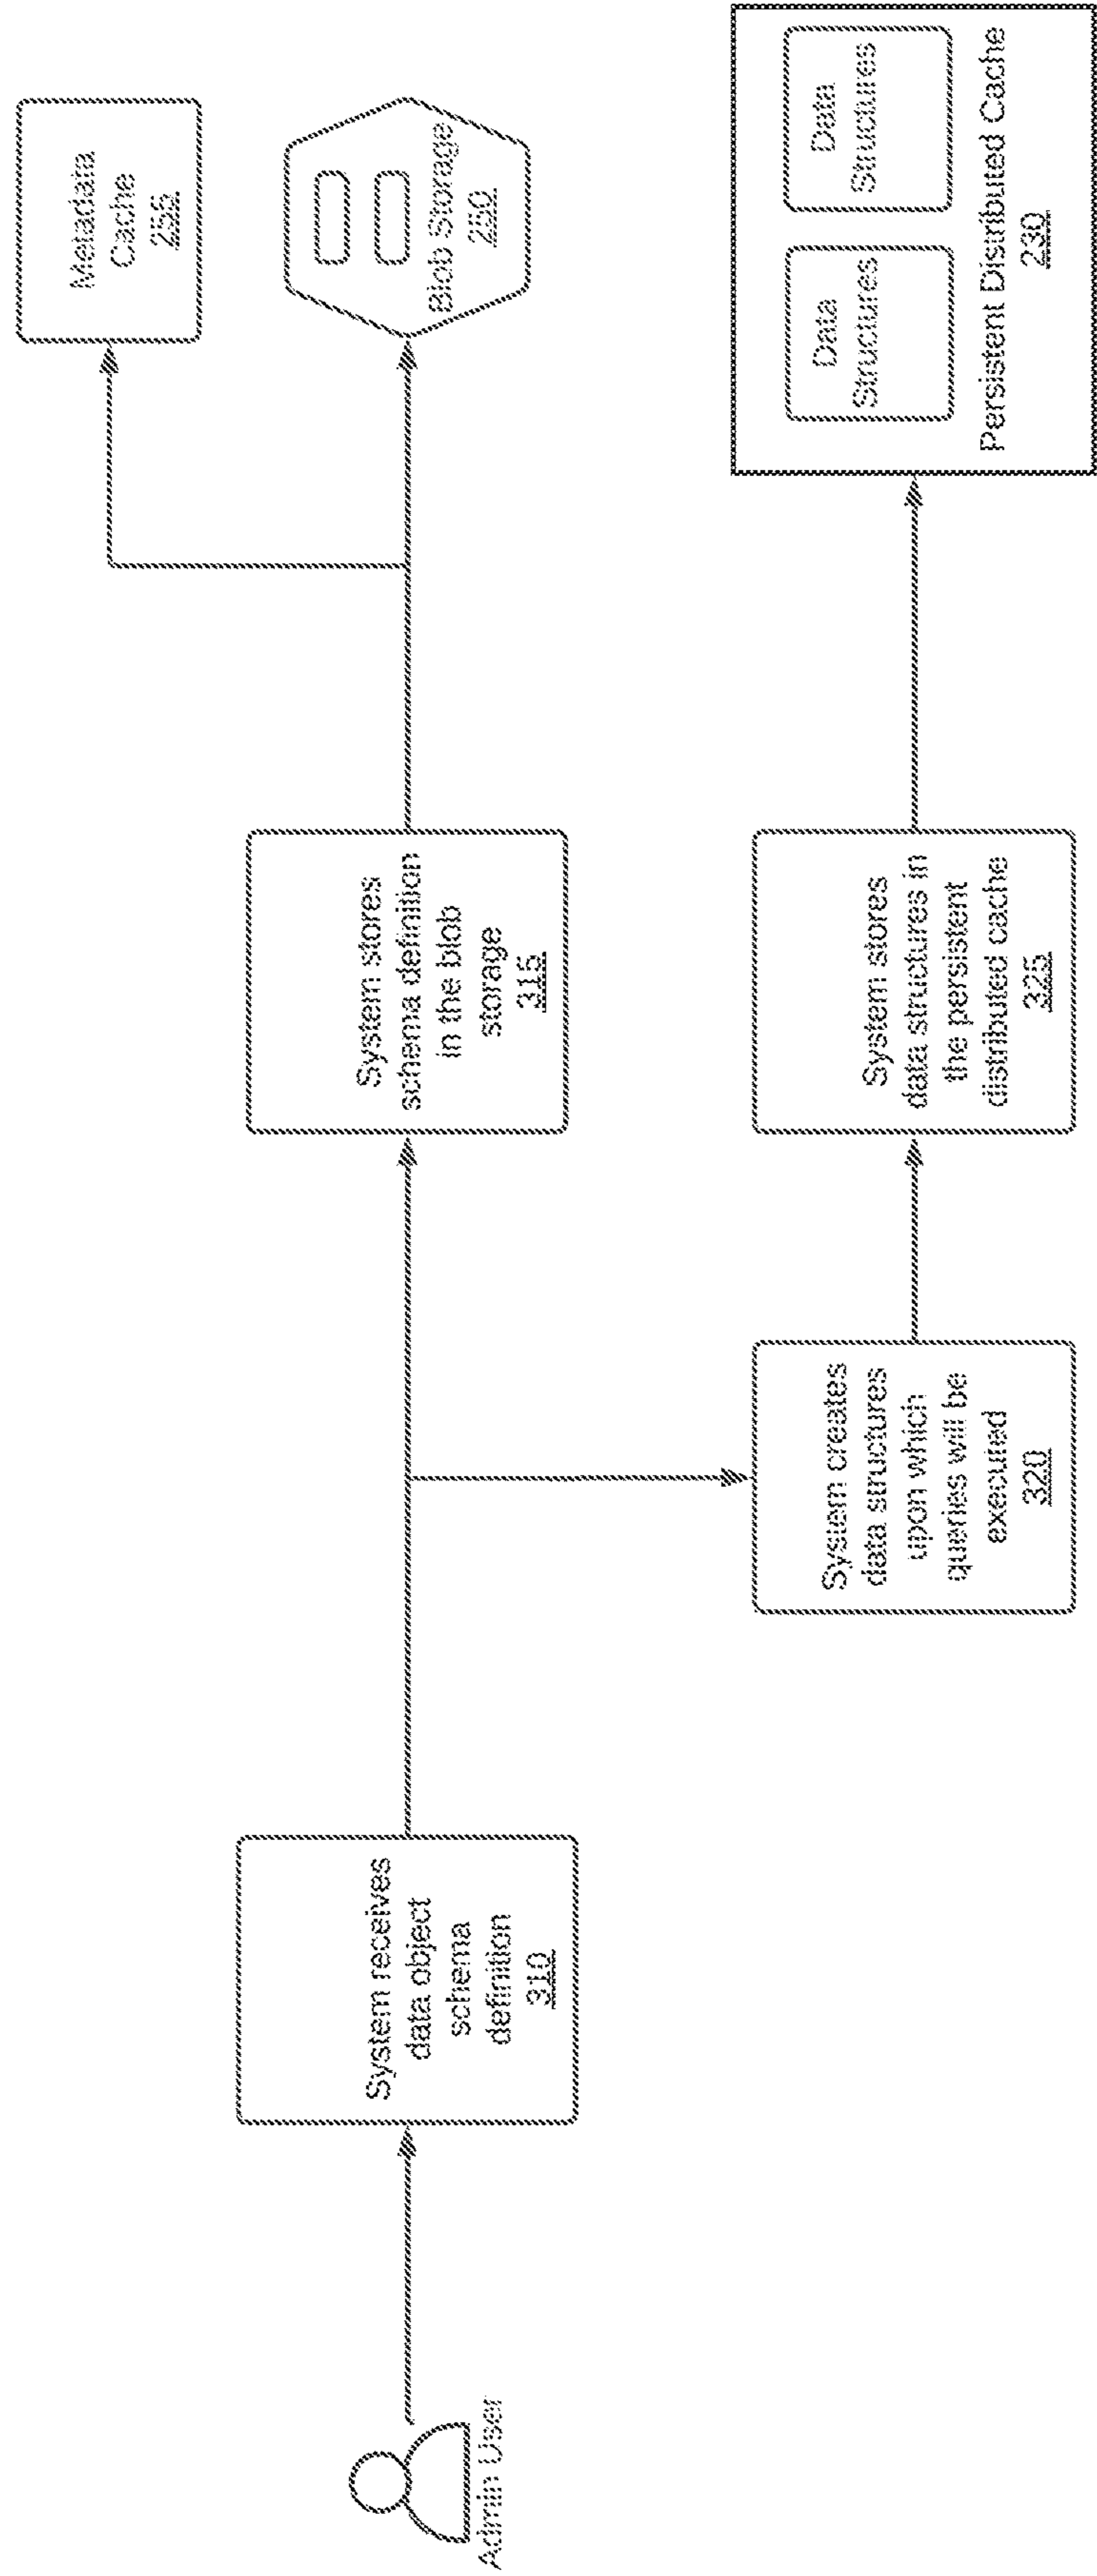 Admin User
System receives
data object
schema
definition
310
System stores
schema definition
in the blob
storage
315
Metadata
Cache
255
Blob Storage
250
System creates
data structures
upon which
queries will be
executed
320
System stores
data structures in
the persistent
distributed cache
325
Data
Structures
Data
Structures
Persistent Distributed Cache
230